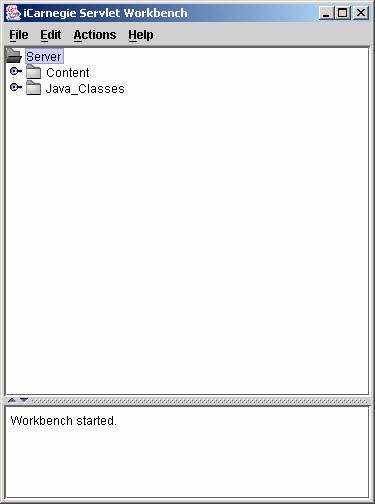 iCarnegie Servlet Workbench
File Edit Actions Help
Server
Content
Java_Classes
Workbench started.